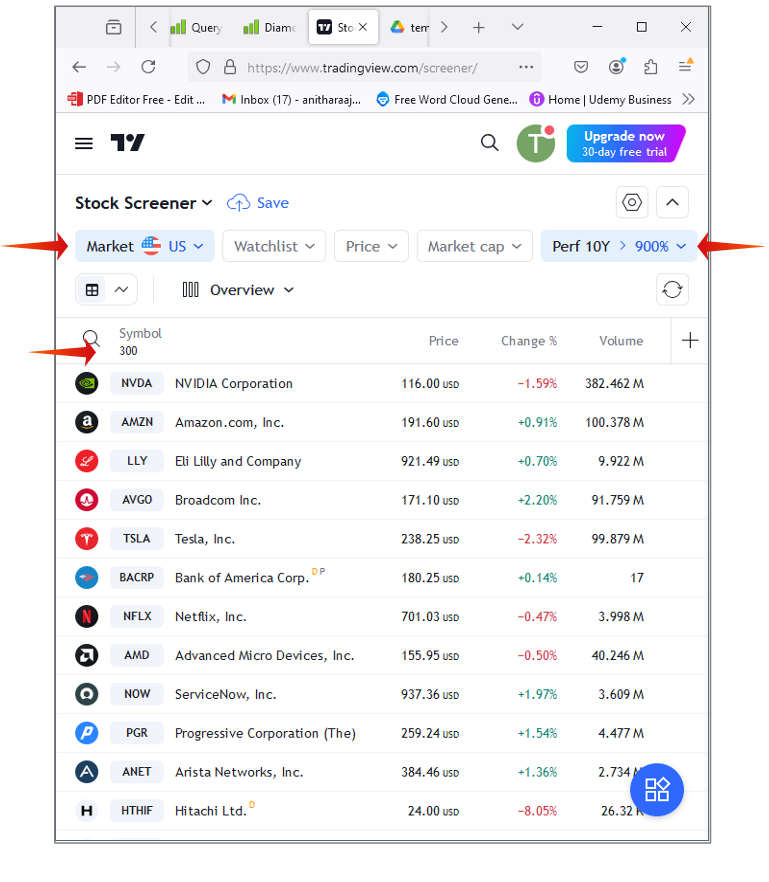 Query
Diamo
Sto
tem
https://www.tradingview.com/screener/
PDF Editor Free - Edit ... Inbox (17) - anitharaaj... Free Word Cloud Gene... Home | Udemy Business
T
Upgrade now
30-day free trial
Stock Screener Save
Market US Watchlist Price Market cap Perf 10Y > 900%
Overview
Symbol Price Change % Volume
300
NVDA NVIDIA Corporation 116.00 USD −1.59% 382.462 M
AMZN Amazon.com, Inc. 191.60 USD +0.91% 100.378 M
LLY Eli Lilly and Company 921.49 USD +0.70% 9.922 M
AVGO Broadcom Inc. 171.10 USD +2.20% 91.759 M
TSLA Tesla, Inc. 238.25 USD −2.32% 99.879 M
BACRP Bank of America Corp. D P 180.25 USD +0.14% 17
NFLX Netflix, Inc. 701.03 USD −0.47% 3.998 M
AMD Advanced Micro Devices, Inc. 155.95 USD −0.50% 40.246 M
NOW ServiceNow, Inc. 937.36 USD +1.97% 3.609 M
PGR Progressive Corporation (The) 259.24 USD +1.54% 4.477 M
ANET Arista Networks, Inc. 384.46 USD +1.36% 2.734 M
H HTHIF Hitachi Ltd. D 24.00 USD −8.05% 26.32 K